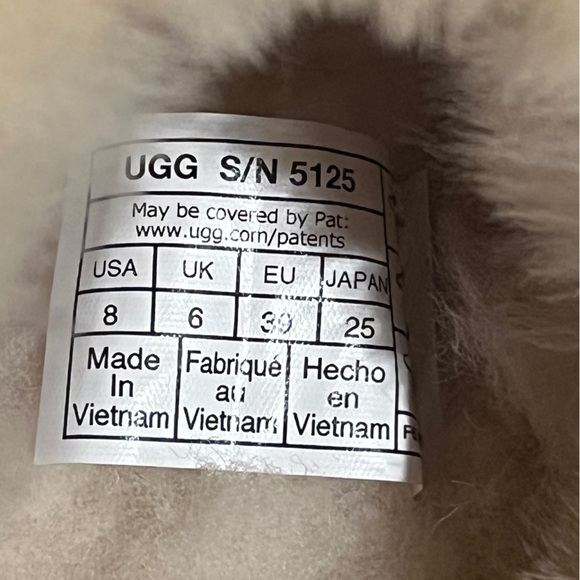 UGG S/N 5125
May be covered by Pat:
www.ugg.com/patents
USA UK EU JAPAN
8 6 39 25
Made In Vietnam
Fabriqué au Vietnam
Hecho en Vietnam